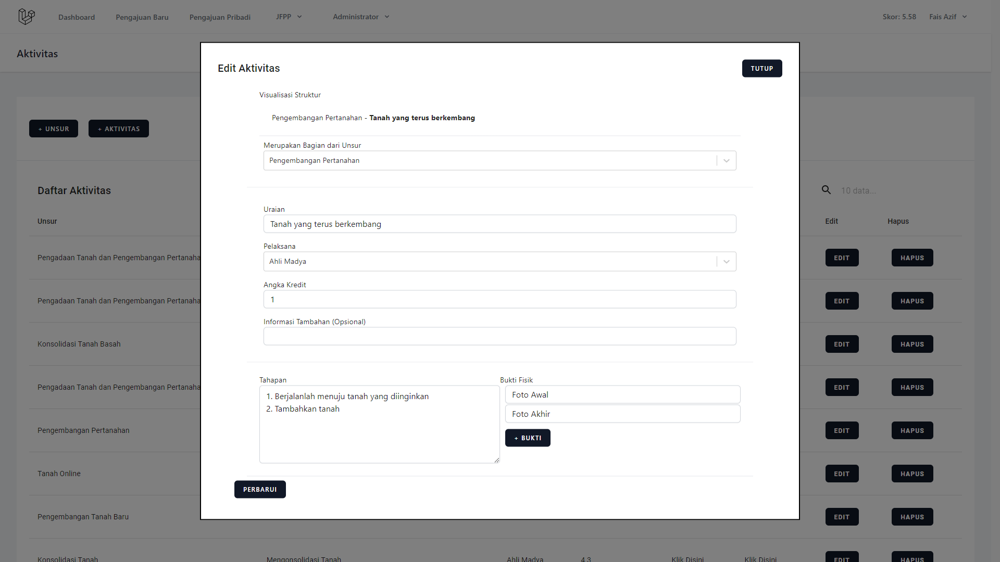 Dashboard Pengajuan Baru Pengajuan Pribadi JFPP Administrator Skor: 5.58 Fais Azif
Aktivitas
Edit Aktivitas TUTUP
Visualisasi Struktur
Pengembangan Pertanahan - Tanah yang terus berkembang
+ UNSUR + AKTIVITAS
Merupakan Bagian dari Unsur
Pengembangan Pertanahan
Daftar Aktivitas 10 data...
Uraian
Tanah yang terus berkembang
Unsur Edit Hapus
Pelaksana
Ahli Madya
Pengadaan Tanah dan Pengembangan Pertanaha EDIT HAPUS
Angka Kredit
1
Pengadaan Tanah dan Pengembangan Pertanaha EDIT HAPUS
Informasi Tambahan (Opsional)
Konsolidasi Tanah Basah EDIT HAPUS
Tahapan Bukti Fisik
1. Berjalanlah menuju tanah yang diinginkan
2. Tambahkan tanah
Foto Awal
Foto Akhir
+ BUKTI
Pengadaan Tanah dan Pengembangan Pertanaha EDIT HAPUS
Pengembangan Pertanahan EDIT HAPUS
Tanah Online EDIT HAPUS
PERBARUI
Pengembangan Tanah Baru EDIT HAPUS
Konsolidasi Tanah Mengonsolidasi Tanah Ahli Madya 4.3 Klik Disini Klik Disini EDIT HAPUS